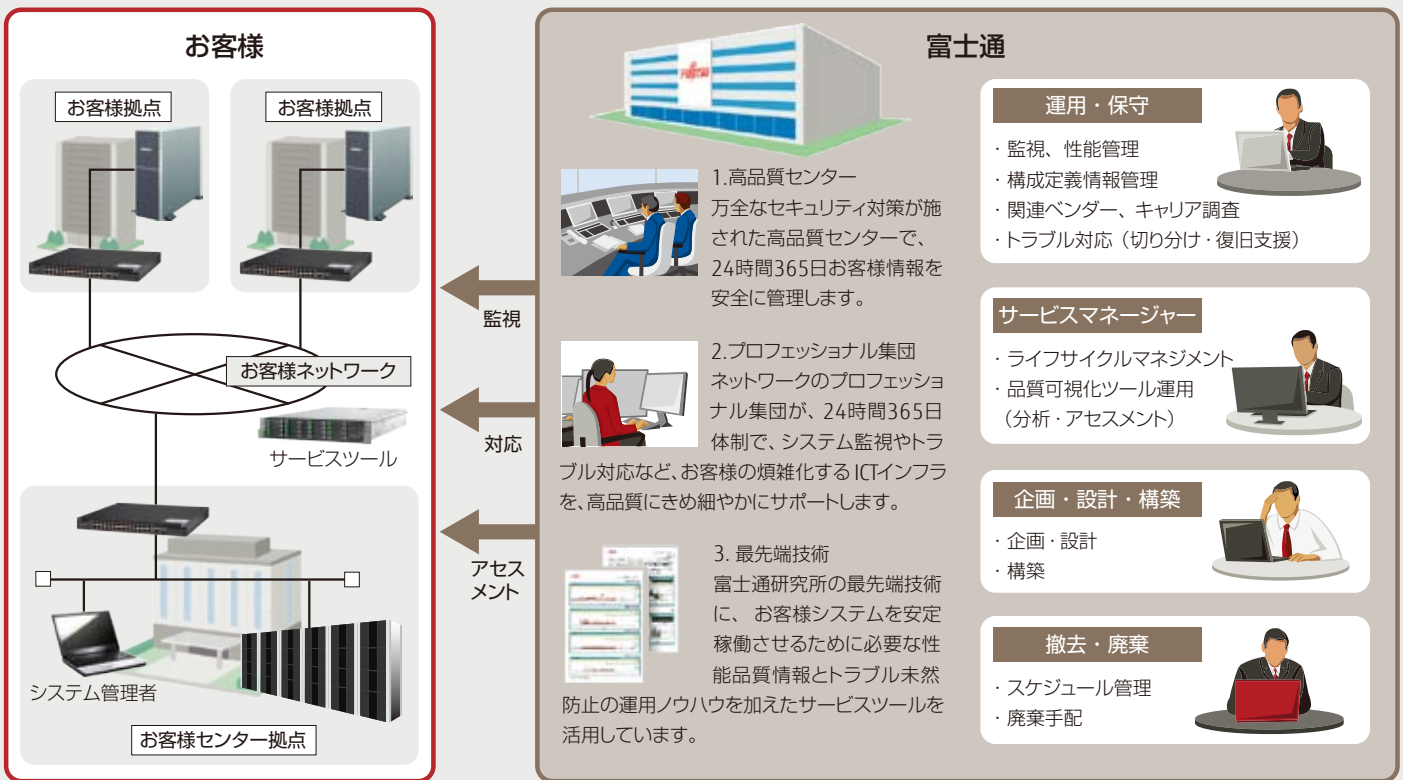 お客様
お客様拠点
お客様拠点
お客様ネットワーク
サービスツール
システム管理者
お客様センター拠点
監視
対応
アセス
メント
富士通
FUJITSU
1.高品質センター
万全なセキュリティ対策が施
された高品質センターで、
24時間365日お客様情報を
安全に管理します。
2.プロフェッショナル集団
ネットワークのプロフェッショ
ナル集団が、24時間365日
体制で、システム監視やトラ
ブル対応など、お客様の煩雑化するICTインフラ
を、高品質にきめ細やかにサポートします。
3. 最先端技術
富士通研究所の最先端技術
に、お客様システムを安定
稼働させるために必要な性
能品質情報とトラブル未然
防止の運用ノウハウを加えたサービスツールを
活用しています。
運用・保守
・監視、性能管理
・構成定義情報管理
・関連ベンダー、キャリア調査
・トラブル対応（切り分け・復旧支援）
サービスマネージャー
・ライフサイクルマネジメント
・品質可視化ツール運用
（分析・アセスメント）
企画・設計・構築
・企画・設計
・構築
撤去・廃棄
・スケジュール管理
・廃棄手配